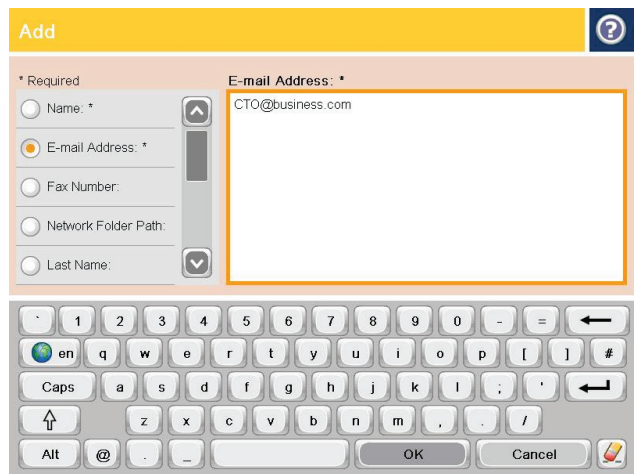 Add
?
* Required
Name: *
E-mail Address: *
Fax Number:
Network Folder Path:
Last Name:
E-mail Address: *
CTO@business.com
` 1 2 3 4 5 6 7 8 9 0 - =
en q w e r t y u i o p [ ] #
Caps a s d f g h j k l ; '
z x c v b n m , . /
Alt @ . _ OK Cancel